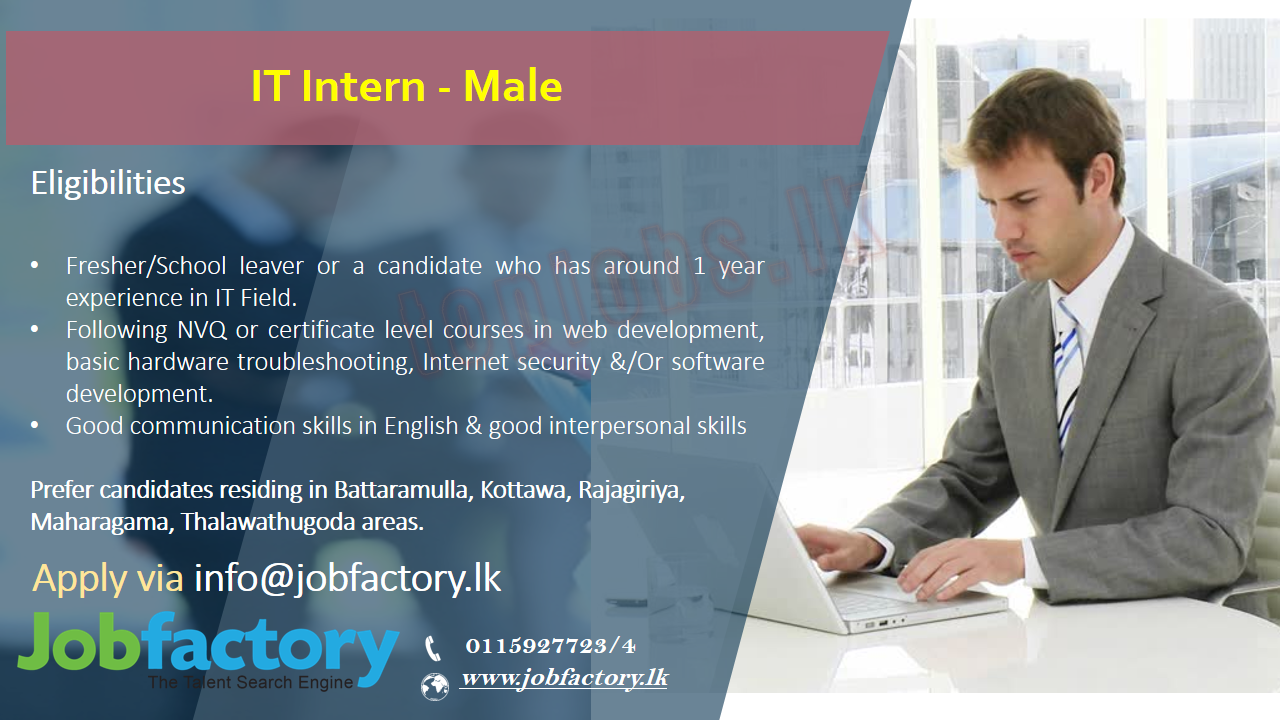 IT Intern - Male
Eligibilities
• Fresher/School leaver or a candidate who has around 1 year
experience in IT Field.
• Following NVQ or certificate level courses in web development,
basic hardware troubleshooting, Internet security &/Or software
development.
• Good communication skills in English & good interpersonal skills
Prefer candidates residing in Battaramulla, Kottawa, Rajagiriya,
Maharagama, Thalawathugoda areas.
Apply via info@jobfactory.lk
Jobfactory
The Talent Search Engine
0115927723/4
www.jobfactory.lk